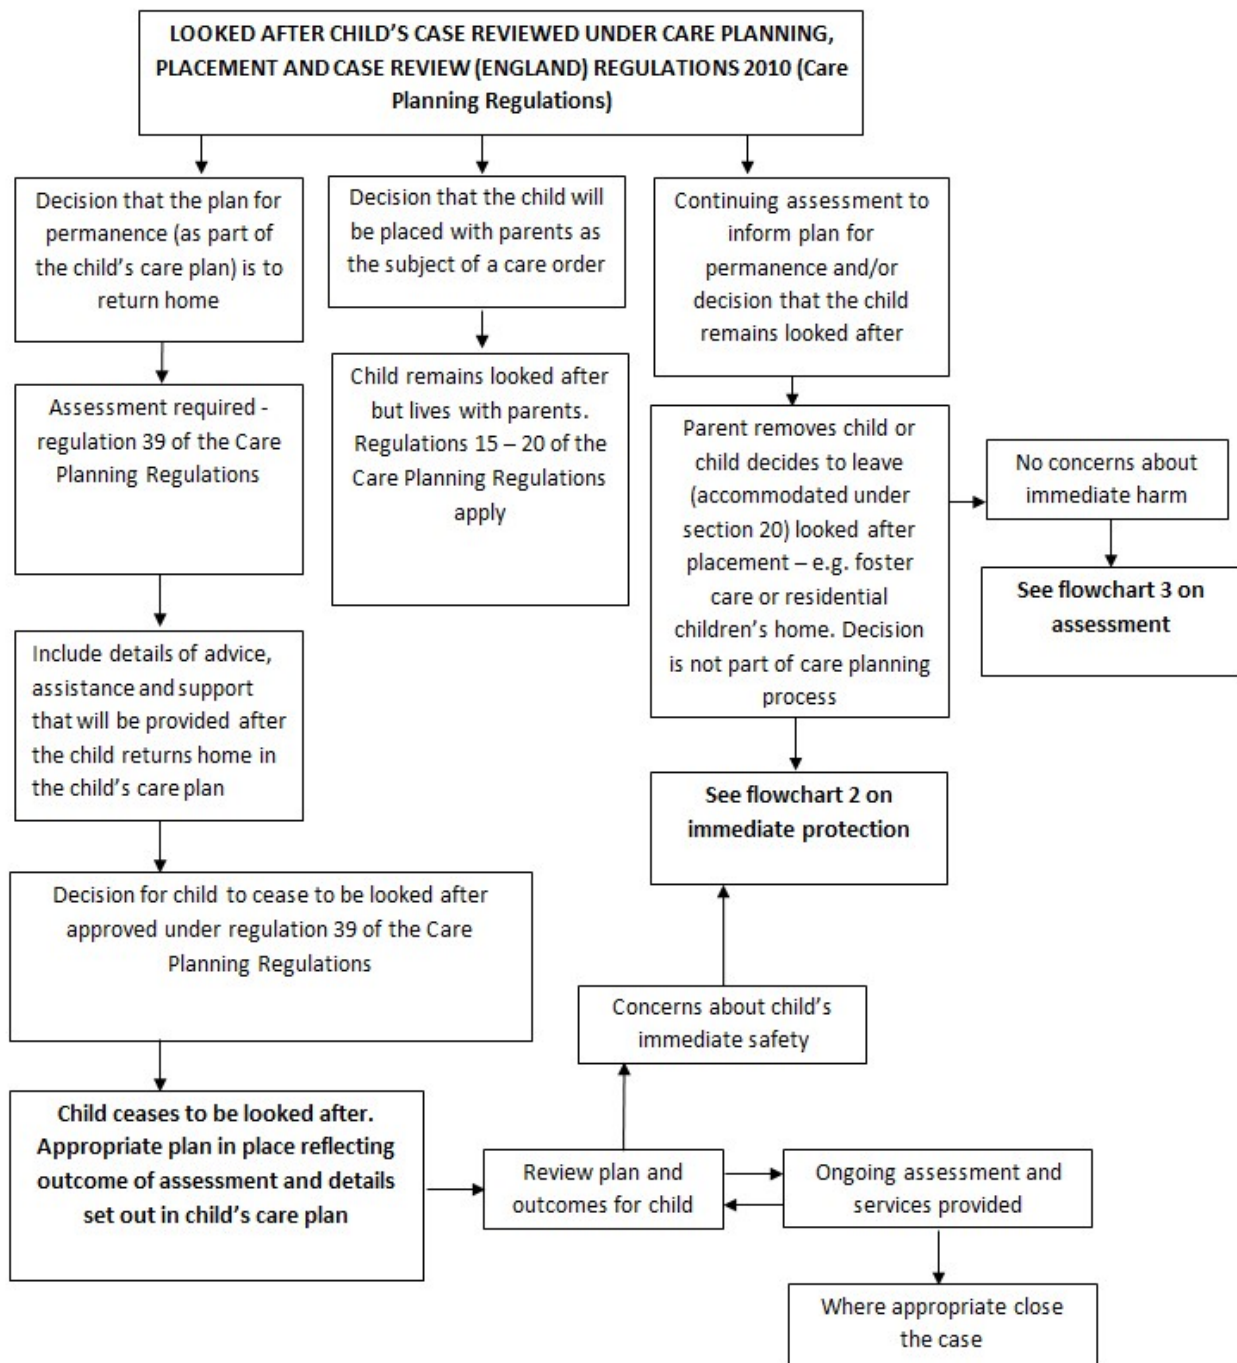 LOOKED AFTER CHILD’S CASE REVIEWED UNDER CARE PLANNING,
PLACEMENT AND CASE REVIEW (ENGLAND) REGULATIONS 2010 (Care
Planning Regulations)
Decision that the plan for
permanence (as part of
the child’s care plan) is to
return home
Decision that the child will
be placed with parents as
the subject of a care order
Continuing assessment to
inform plan for
permanence and/or
decision that the child
remains looked after
Assessment required -
regulation 39 of the Care
Planning Regulations
Child remains looked after
but lives with parents.
Regulations 15 – 20 of the
Care Planning Regulations
apply
Parent removes child or
child decides to leave
(accommodated under
section 20) looked after
placement – e.g. foster
care or residential
children’s home. Decision
is not part of care planning
process
No concerns about
immediate harm
See flowchart 3 on
assessment
Include details of advice,
assistance and support
that will be provided after
the child returns home in
the child’s care plan
See flowchart 2 on
immediate protection
Decision for child to cease to be looked after
approved under regulation 39 of the Care
Planning Regulations
Concerns about child’s
immediate safety
Child ceases to be looked after.
Appropriate plan in place reflecting
outcome of assessment and details
set out in child’s care plan
Review plan and
outcomes for child
Ongoing assessment and
services provided
Where appropriate close
the case